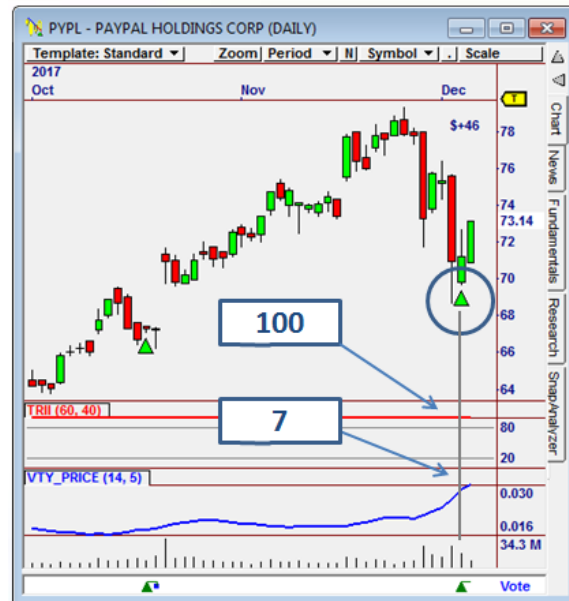 PYPL - PAYPAL HOLDINGS CORP (DAILY)
Template: Standard Zoom Period N Symbol . Scale
2017
Oct Nov Dec
T
$+46
78
76
74
73.14
72
70
68
66
64
100
7
TRII (60, 40)
80
20
VTY_PRICE (14, 5)
0.030
0.016
34.3 M
Vote
Chart
News
Fundamentals
Research
SnapAnalyzer